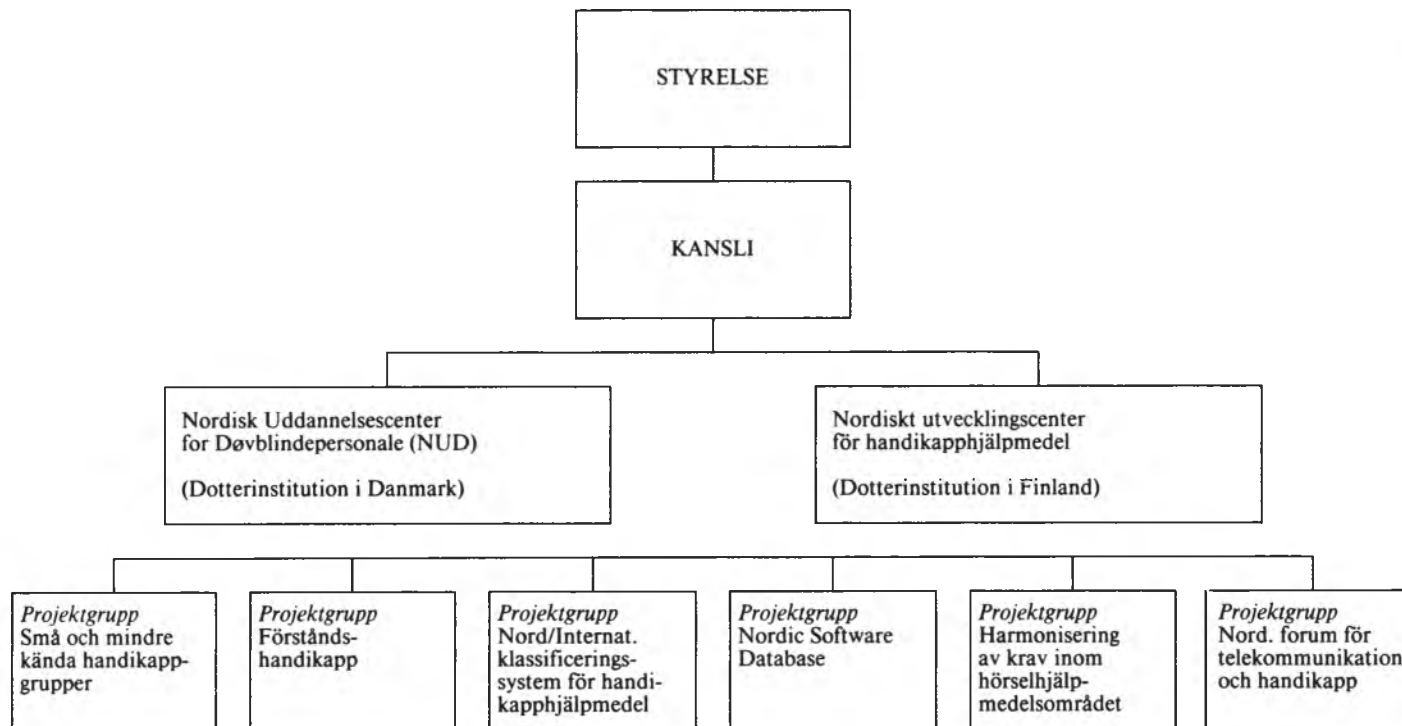 STYRELSE
KANSLI
Nordisk Uddannelsescenter
for Døvblindepersonale (NUD)
(Dotterinstitution i Danmark)
Nordiskt utvecklingscenter
för handikapphjälpmedel
(Dotterinstitution i Finland)
Projektgrupp
Små och mindre
kända handikapp-
grupper
Projektgrupp
Förstånds-
handikapp
Projektgrupp
Nord/Internat.
klassificerings-
system för handi-
kapphjälpmedel
Projektgrupp
Nordic Software
Database
Projektgrupp
Harmonisering
av krav inom
hörselhjälp-
medelsområdet
Projektgrupp
Nord. forum för
telekommunikation
och handikapp